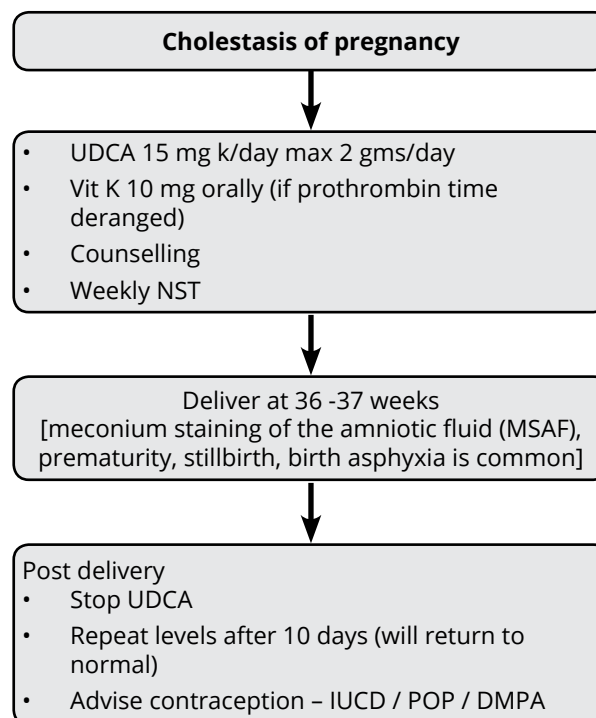 Cholestasis of pregnancy
• UDCA 15 mg k/day max 2 gms/day
• Vit K 10 mg orally (if prothrombin time
deranged)
• Counselling
• Weekly NST
Deliver at 36 -37 weeks
[meconium staining of the amniotic fluid (MSAF),
prematurity, stillbirth, birth asphyxia is common]
Post delivery
• Stop UDCA
• Repeat levels after 10 days (will return to
normal)
• Advise contraception – IUCD / POP / DMPA